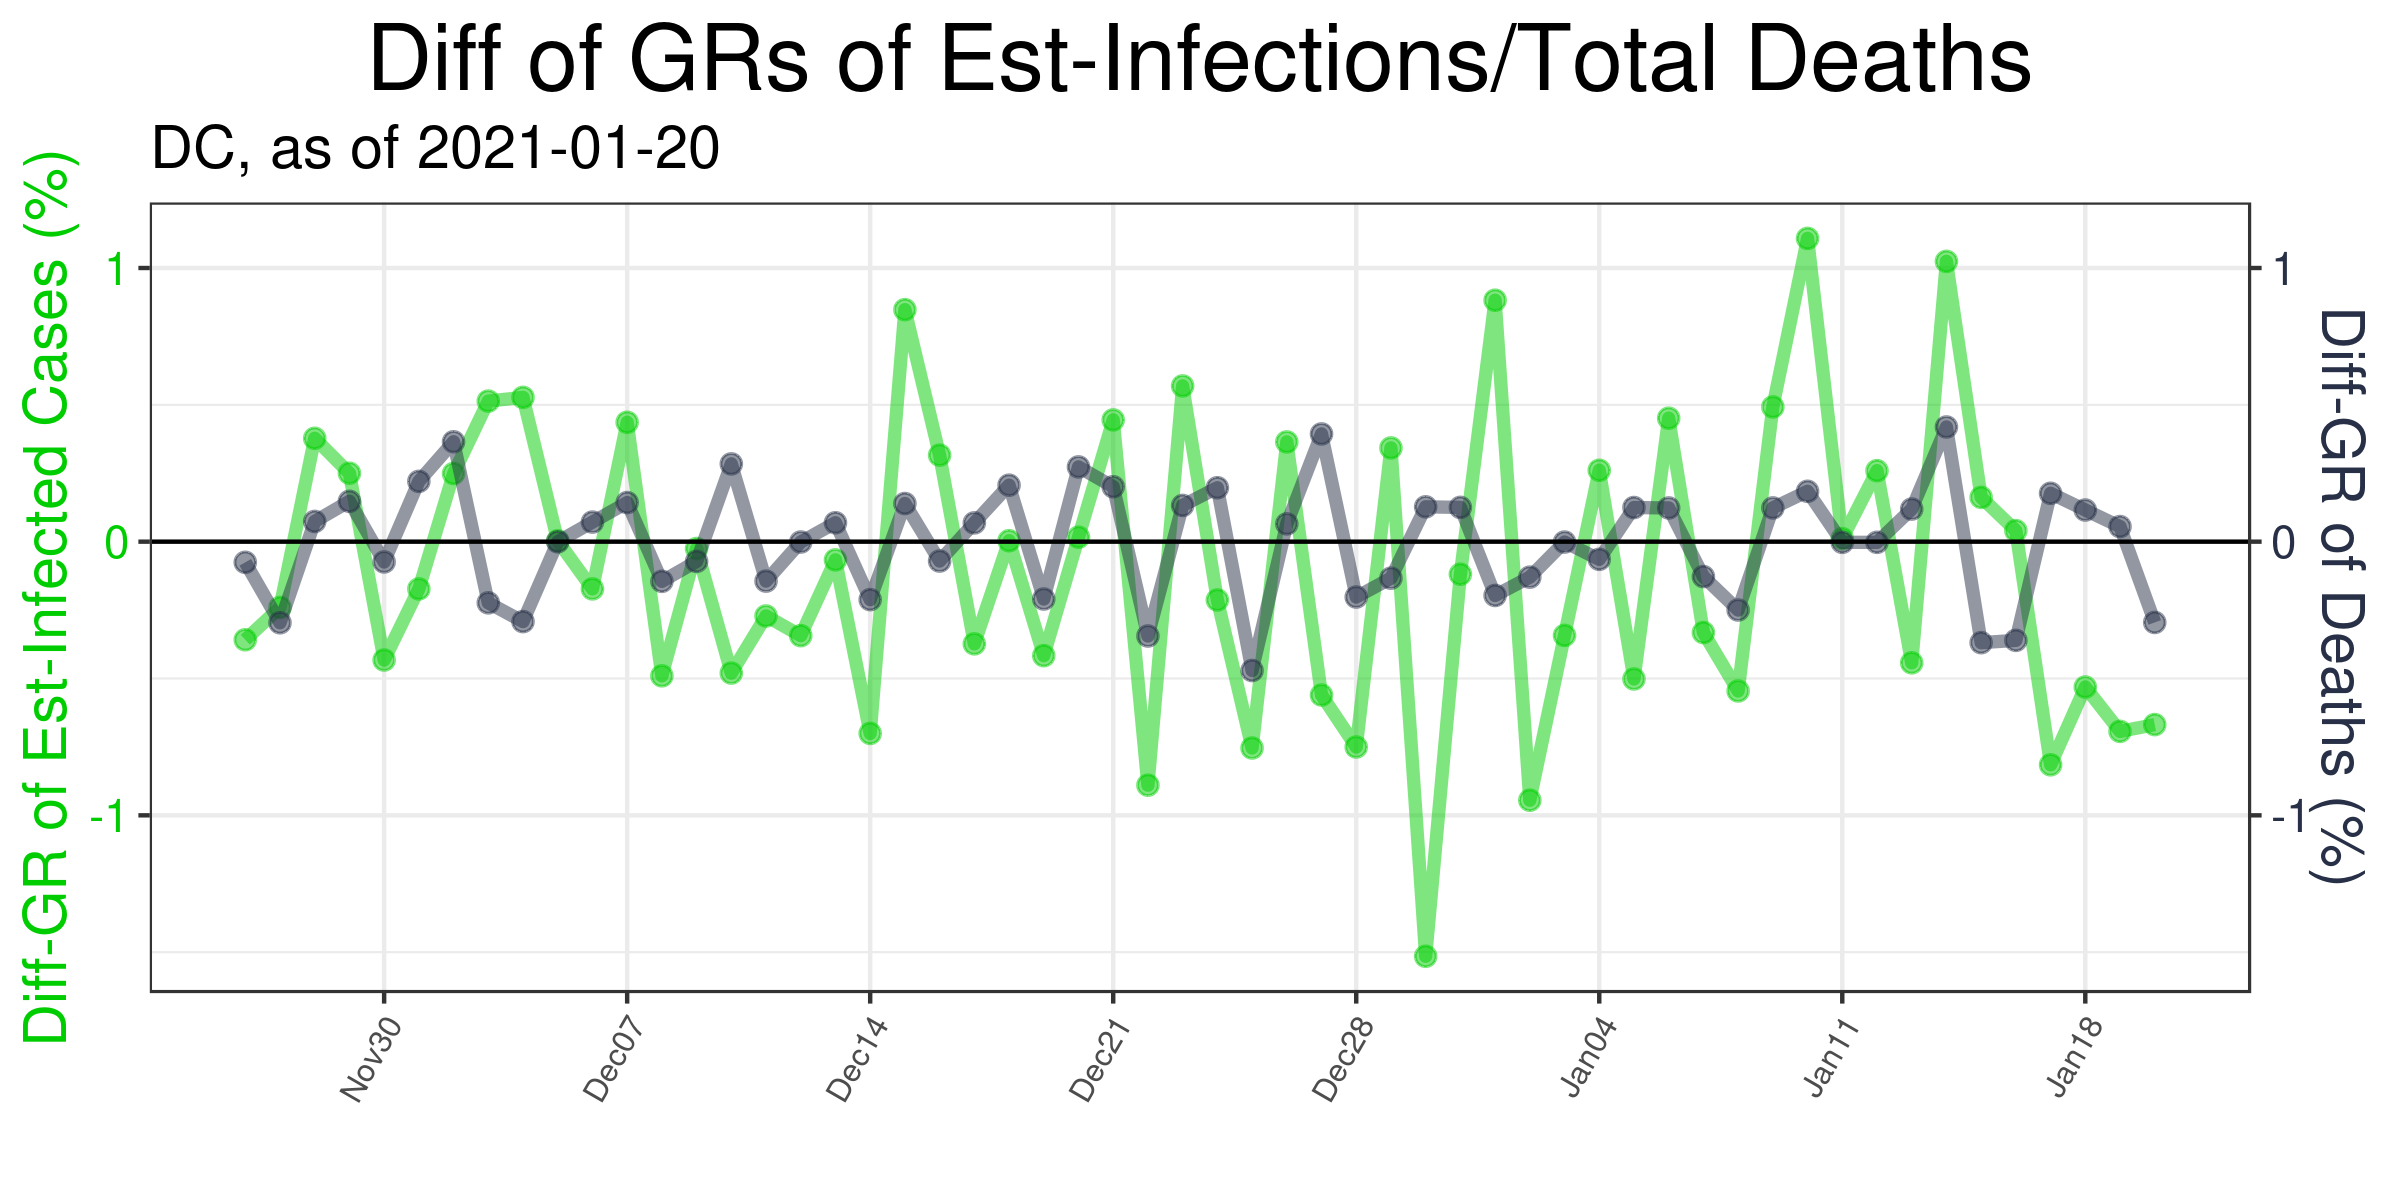 Diff of GRs of Est-Infections/Total Deaths
DC, as of 2021-01-20
Diff-GR of Est-Infected Cases (%)
1
0
-1
1
0
-1
Diff-GR of Deaths (%)
Nov30
Dec07
Dec14
Dec21
Dec28
Jan04
Jan11
Jan18